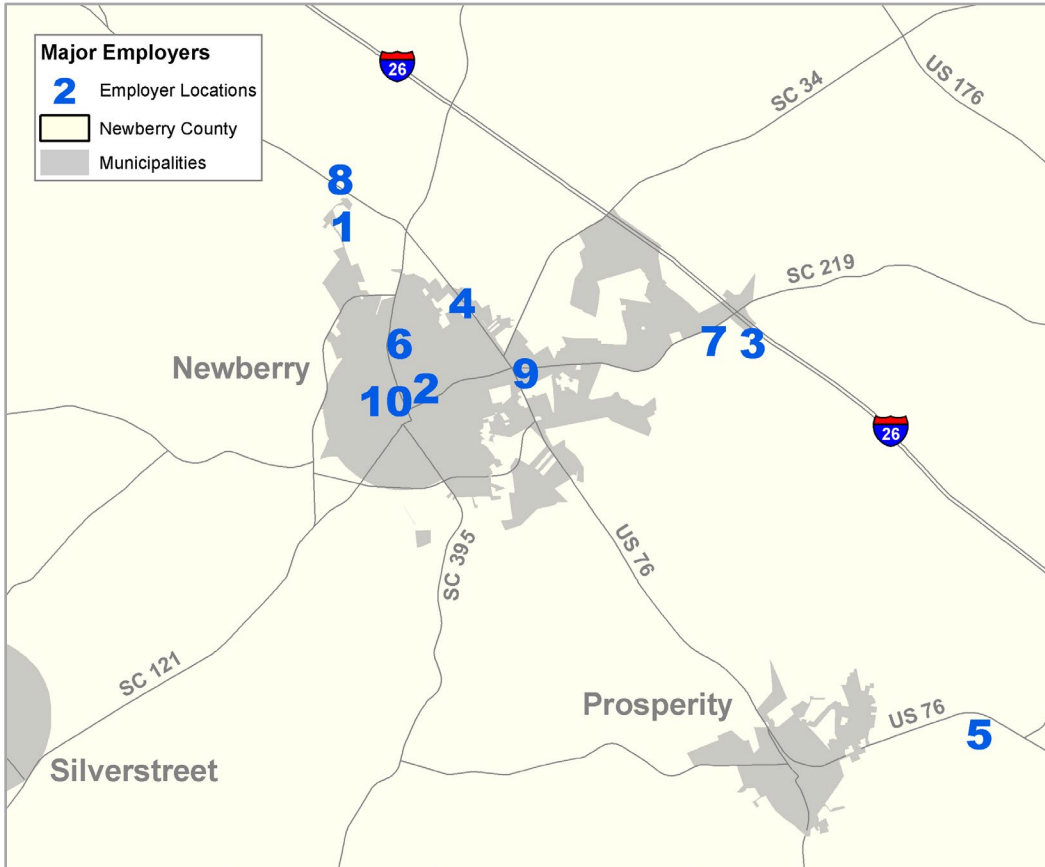 Major Employers
2 Employer Locations
Newberry County
Municipalities
26
SC 34
US 176
8
1
SC 219
4
6
7
3
Newberry
9
2
10
26
SC 395
US 76
SC 121
Prosperity
US 76
5
Silverstreet